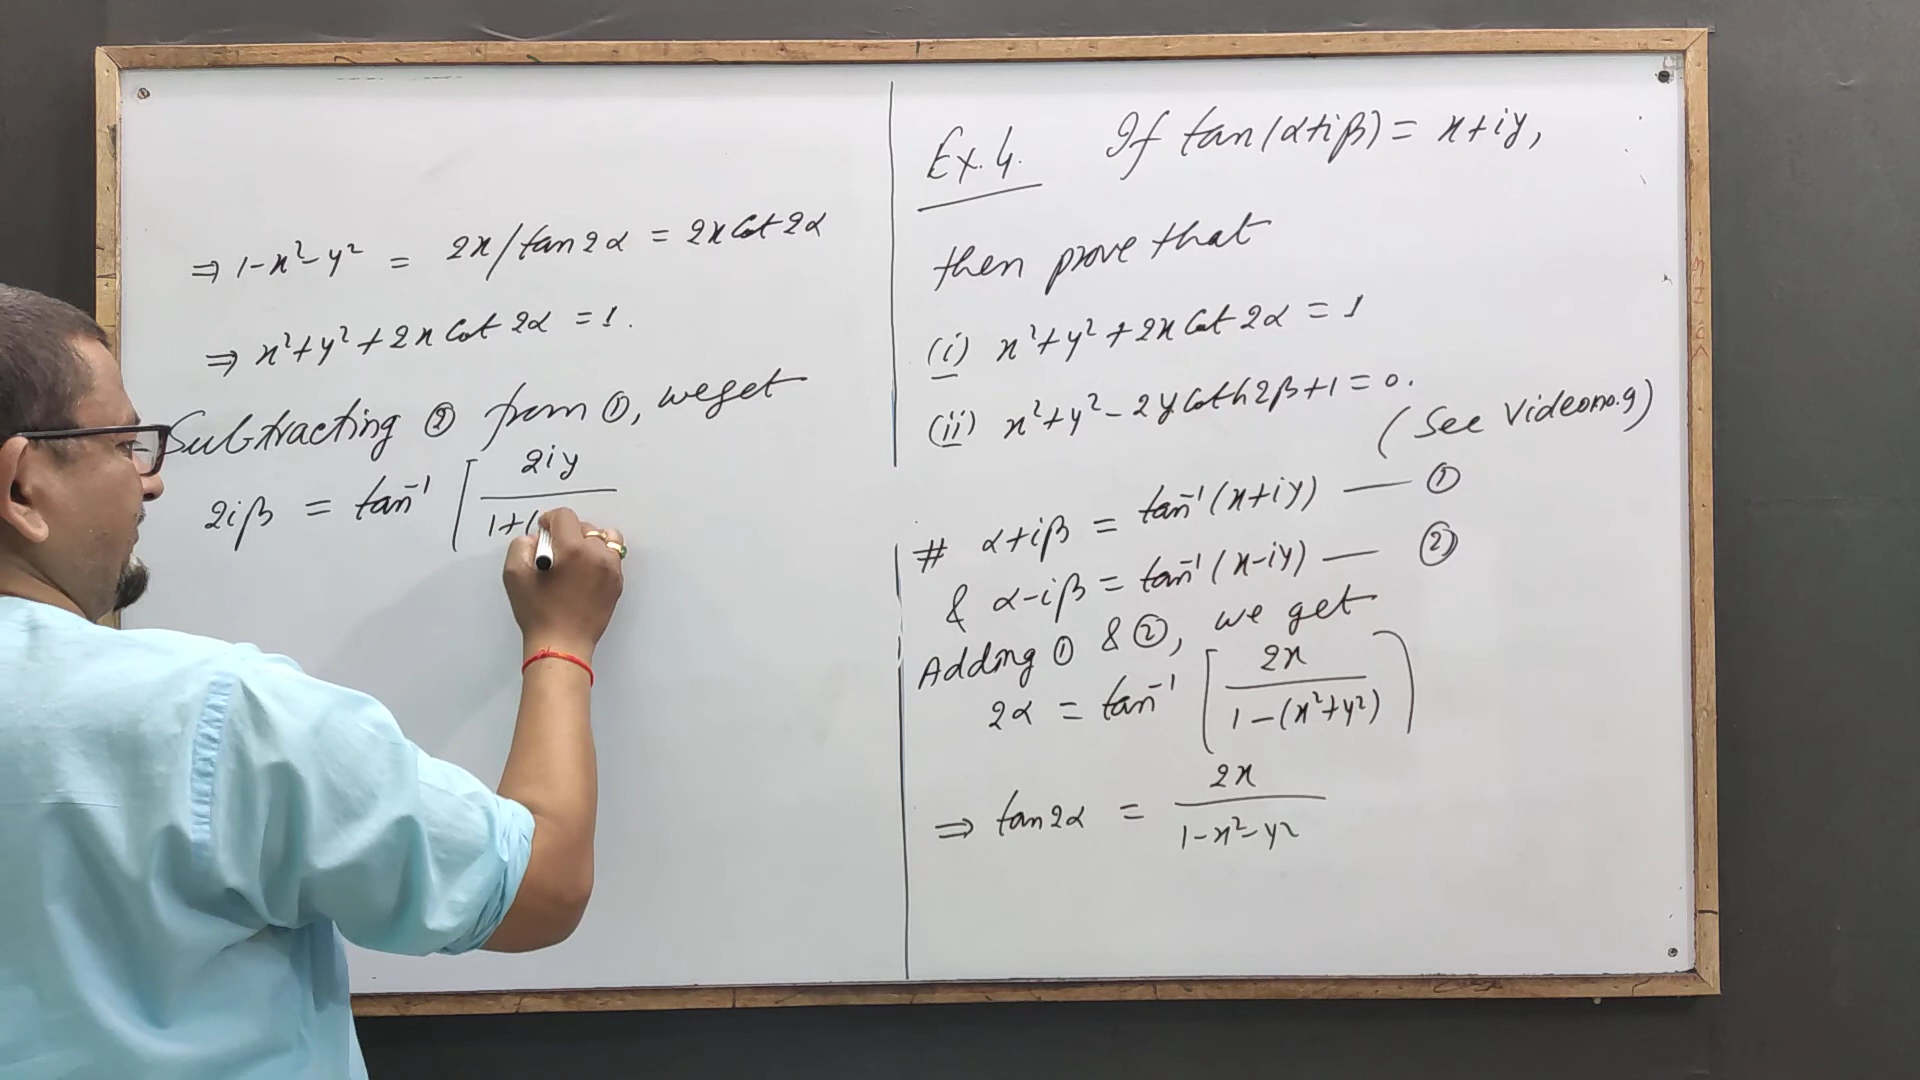 Ex.4. If tan(α+iβ) = x+iy,
then prove that
(i) x²+y²+2x Cot 2α = 1
(ii) x²+y²-2y Coth 2β+1 = 0.
(See Video no. 9)
# α+iβ = tan⁻¹(x+iy) — ①
& α-iβ = tan⁻¹(x-iy) — ②
Adding ① & ②, we get
2α = tan⁻¹ [2x / 1-(x²+y²)]
⇒ tan2α = 2x / 1-x²-y²
⇒ 1-x²-y² = 2x/tan2α = 2x Cot 2α
⇒ x²+y²+2x Cot 2α = 1.
Subtracting ② from ①, we get
2iβ = tan⁻¹ [2iy / 1+(